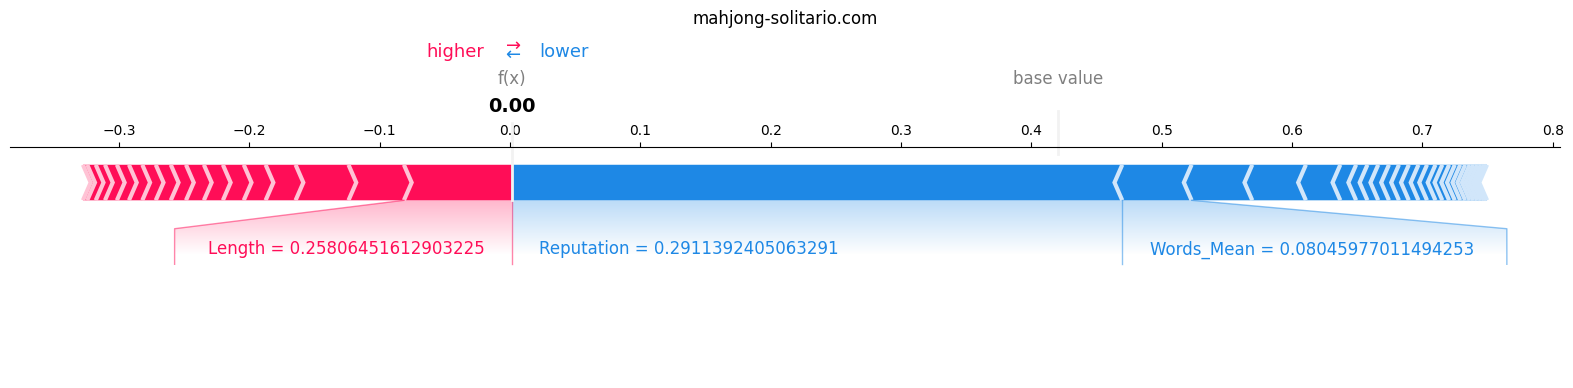 mahjong-solitario.com
higher ⇄ lower
f(x) base value
0.00
−0.3 −0.2 −0.1 0.0 0.1 0.2 0.3 0.4 0.5 0.6 0.7 0.8
Length = 0.25806451612903225 Reputation = 0.2911392405063291 Words_Mean = 0.08045977011494253